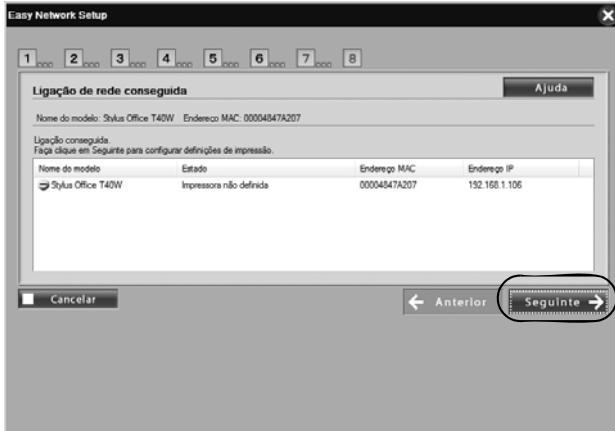 Easy Network Setup
1 2 3 4 5 6 7 8
Ligação de rede conseguida
Ajuda
Nome do modelo: Stylus Office T40W Endereço MAC: 00004847A207
Ligação conseguida.
Faça clique em Seguinte para configurar definições de impressão.
Nome do modelo Estado Endereço MAC Endereço IP
Stylus Office T40W Impressora não definida 00004847A207 192.168.1.106
Cancelar
Anterior
Seguinte